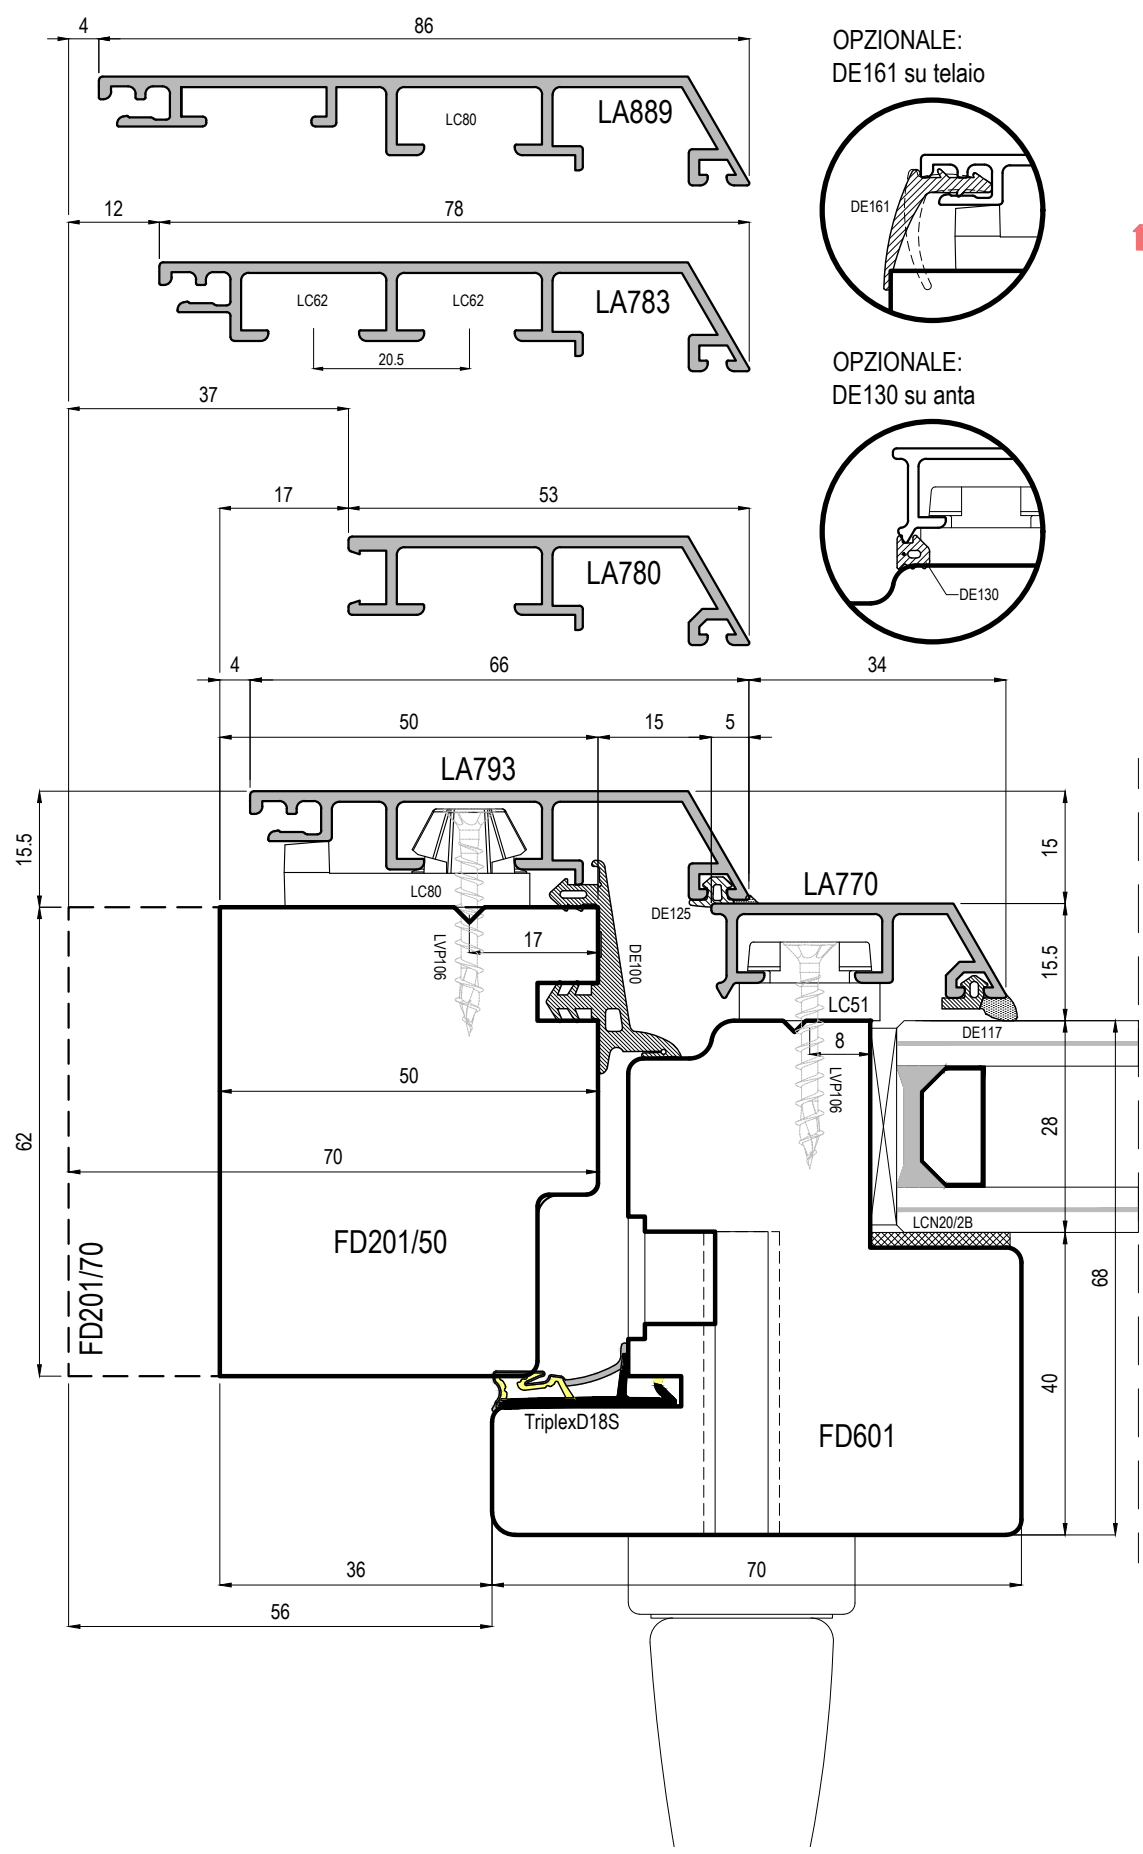 4
86
OPZIONALE:
DE161 su telaio
LC80
LA889
DE161
12
78
1
LC62
LC62
LA783
20.5
OPZIONALE:
DE130 su anta
37
17
53
LA780
DE130
4
66
34
50
15
5
LA793
15.5
15
LA770
LC80
DE125
LVP106
17
DE100
15.5
LC51
DE117
8
LVP106
50
62
28
70
LCN20/2B
FD201/50
FD201/70
68
40
TriplexD18S
FD601
36
70
56